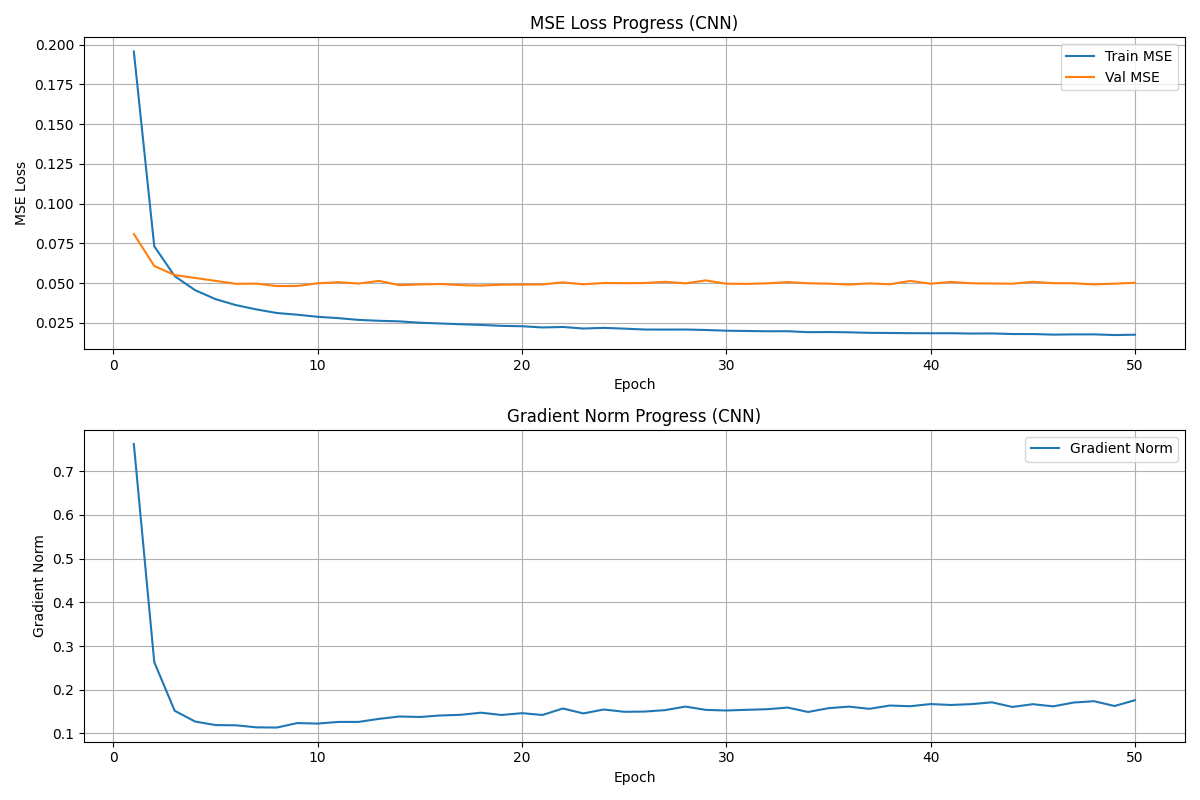 MSE Loss Progress (CNN)
0.200
0.175
0.150
0.125
0.100
0.075
0.050
0.025
MSE Loss
Train MSE
Val MSE
0 10 20 30 40 50
Epoch
Gradient Norm Progress (CNN)
0.7
0.6
0.5
0.4
0.3
0.2
0.1
Gradient Norm
Gradient Norm
0 10 20 30 40 50
Epoch